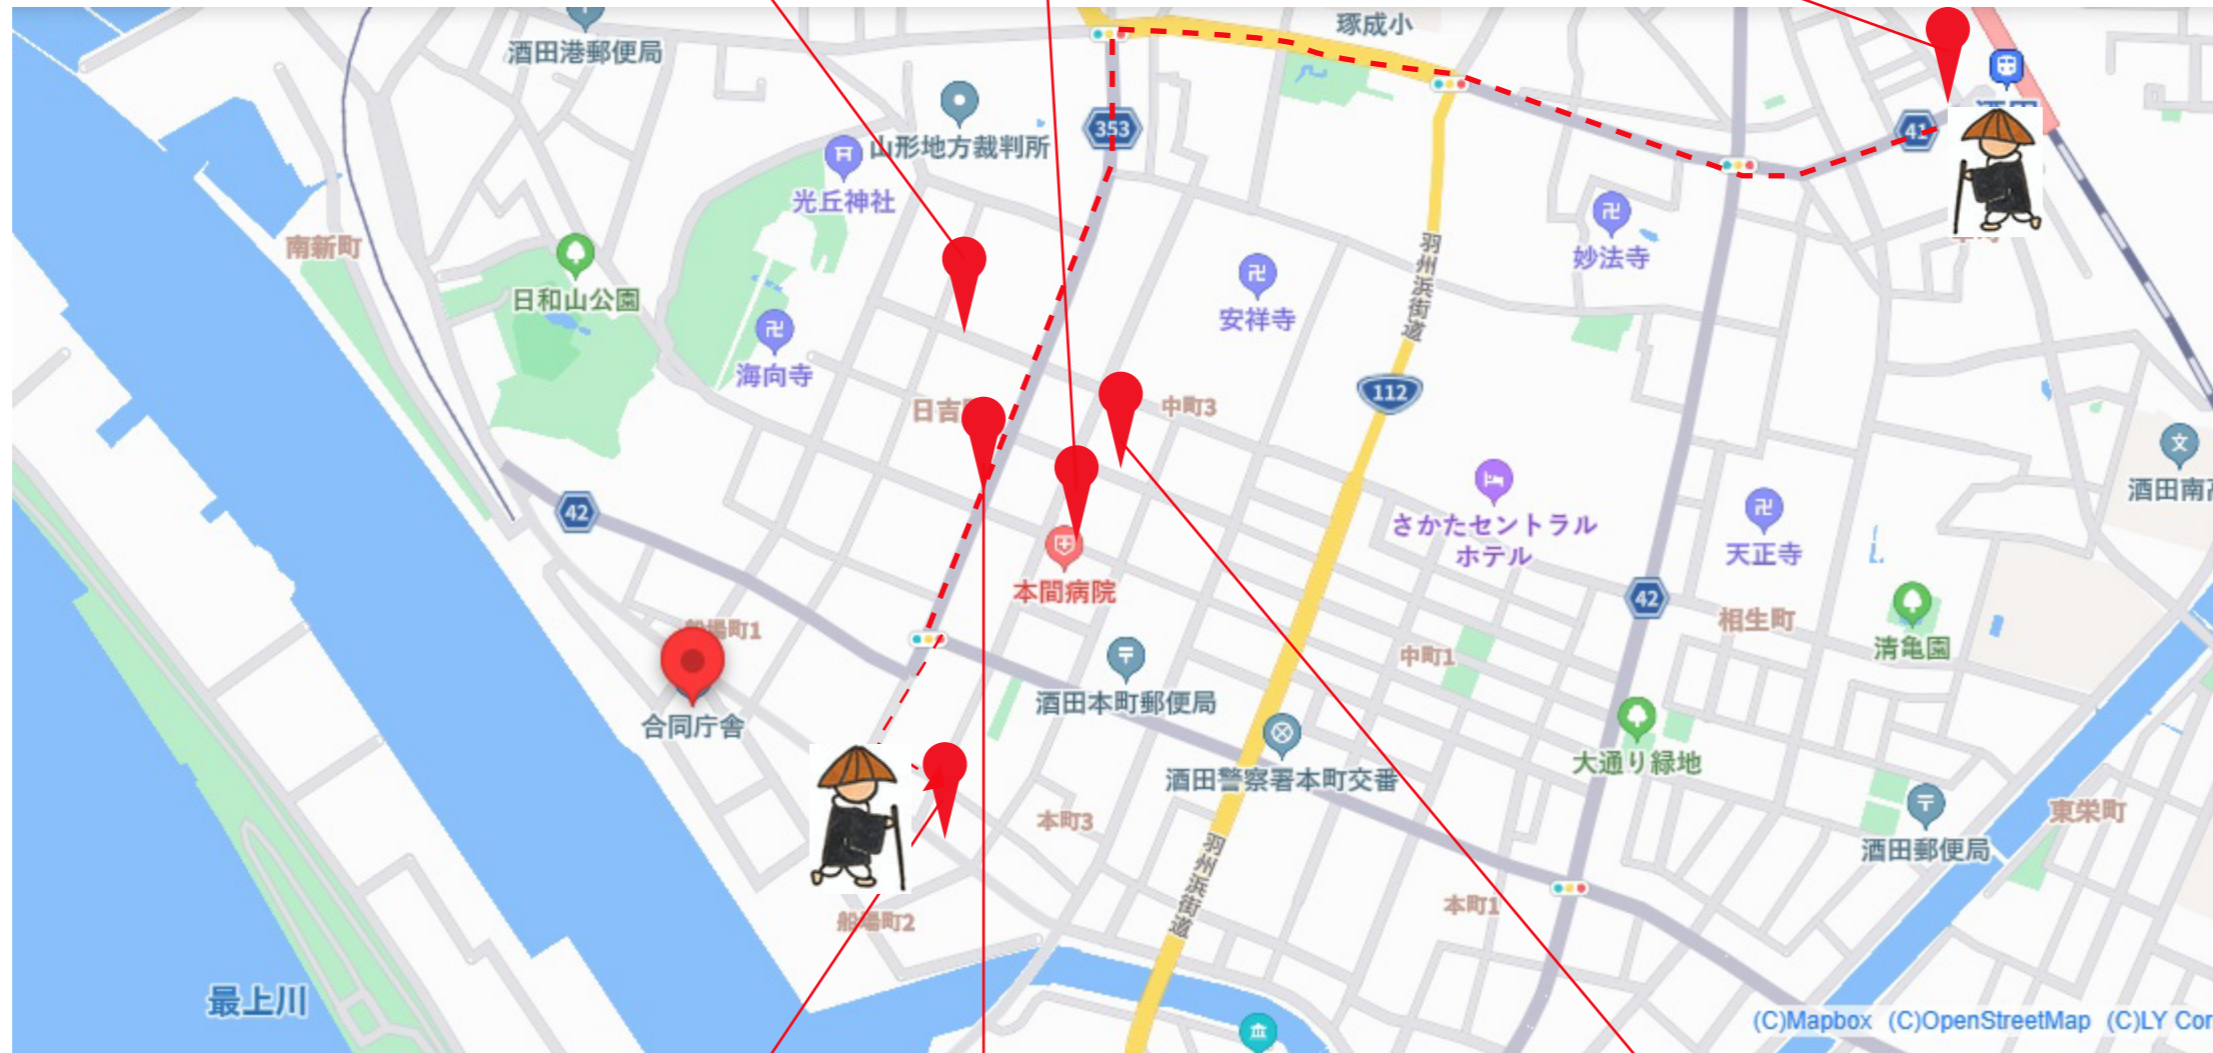 琢成小
酒田港郵便局
353
山形地方裁判所
41
光丘神社
南新町
妙法寺
日和山公園
安祥寺
羽州浜街道
海向寺
112
中町3
42
さかたセントラル
ホテル
天正寺
酒田南
本間病院
42
相生町
清亀園
中町1
合同庁舎
酒田本町郵便局
大通り緑地
酒田警察署本町交番
本町3
東栄町
酒田郵便局
羽州浜街道
本町1
船場町2
最上川
(C)Mapbox (C)OpenStreetMap (C)LY Cor